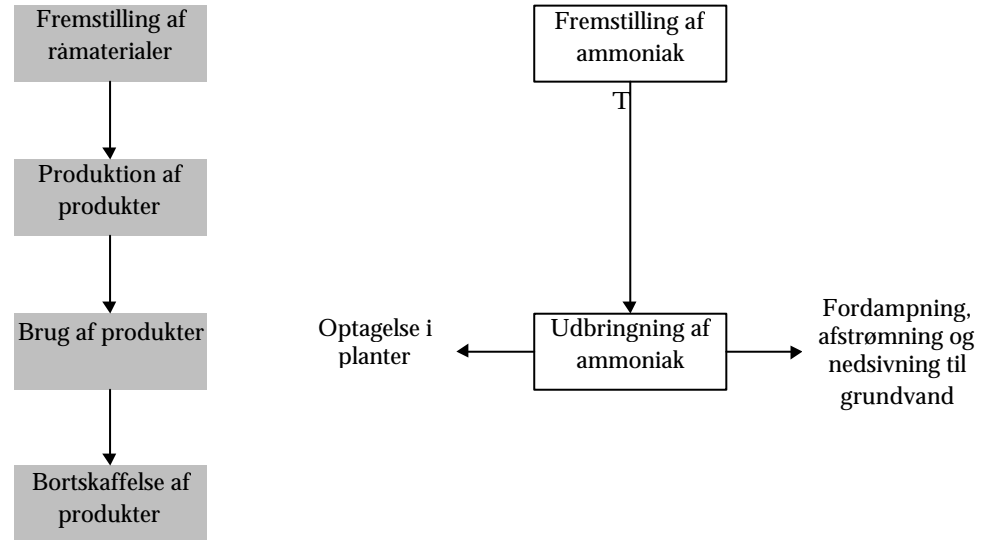 Fremstilling af
råmaterialer
Produktion af
produkter
Brug af produkter
Bortskaffelse af
produkter
Fremstilling af
ammoniak
T
Optagelse i
planter
Udbringning af
ammoniak
Fordampning,
afstrømning og
nedsivning til
grundvand